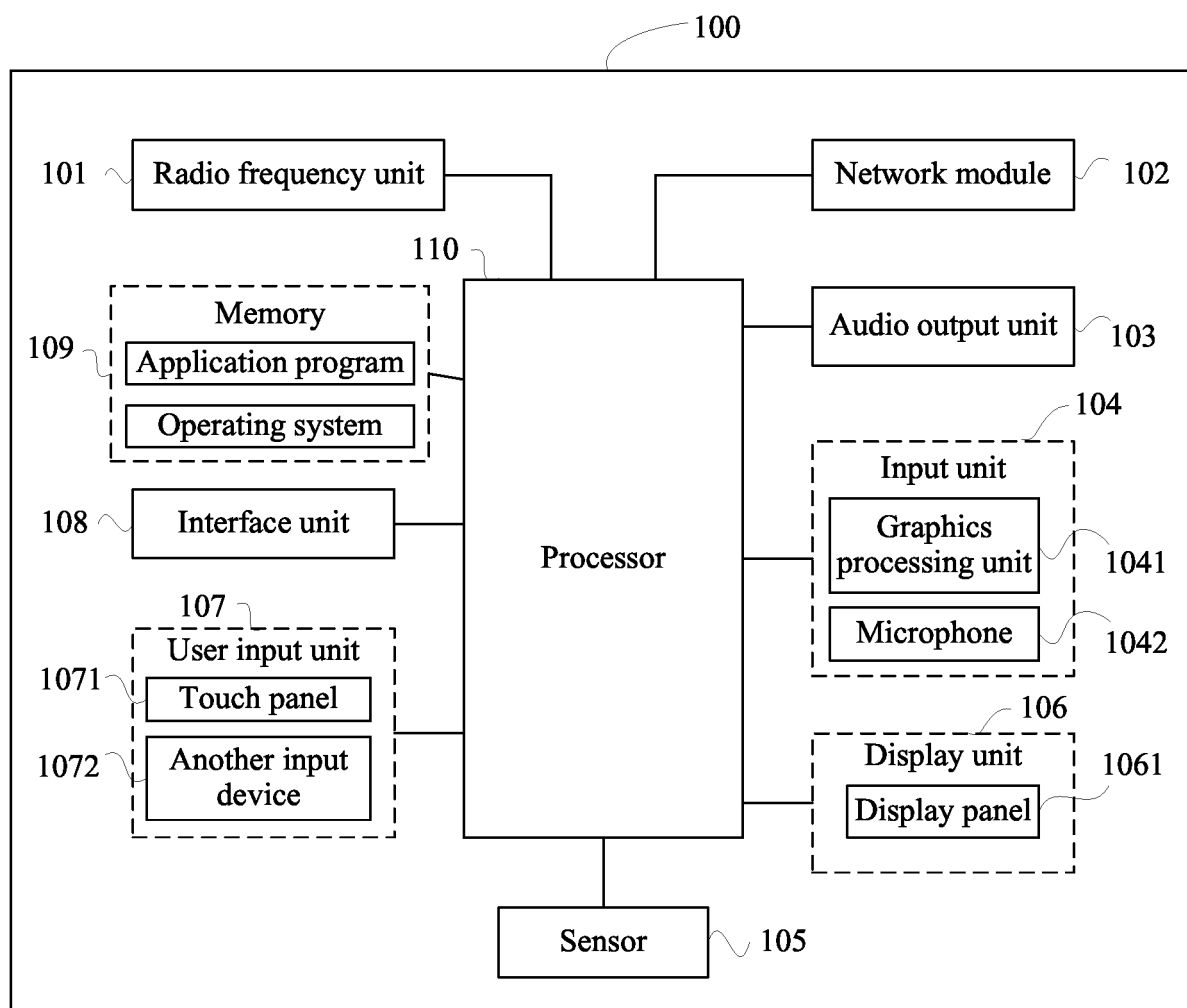 100
101
Radio frequency unit
Network module
102
110
Memory
109
Application program
Operating system
Audio output unit
103
104
Input unit
Graphics
processing unit
1041
Microphone
1042
108
Interface unit
Processor
107
User input unit
1071
Touch panel
1072
Another input
device
106
Display unit
1061
Display panel
Sensor
105